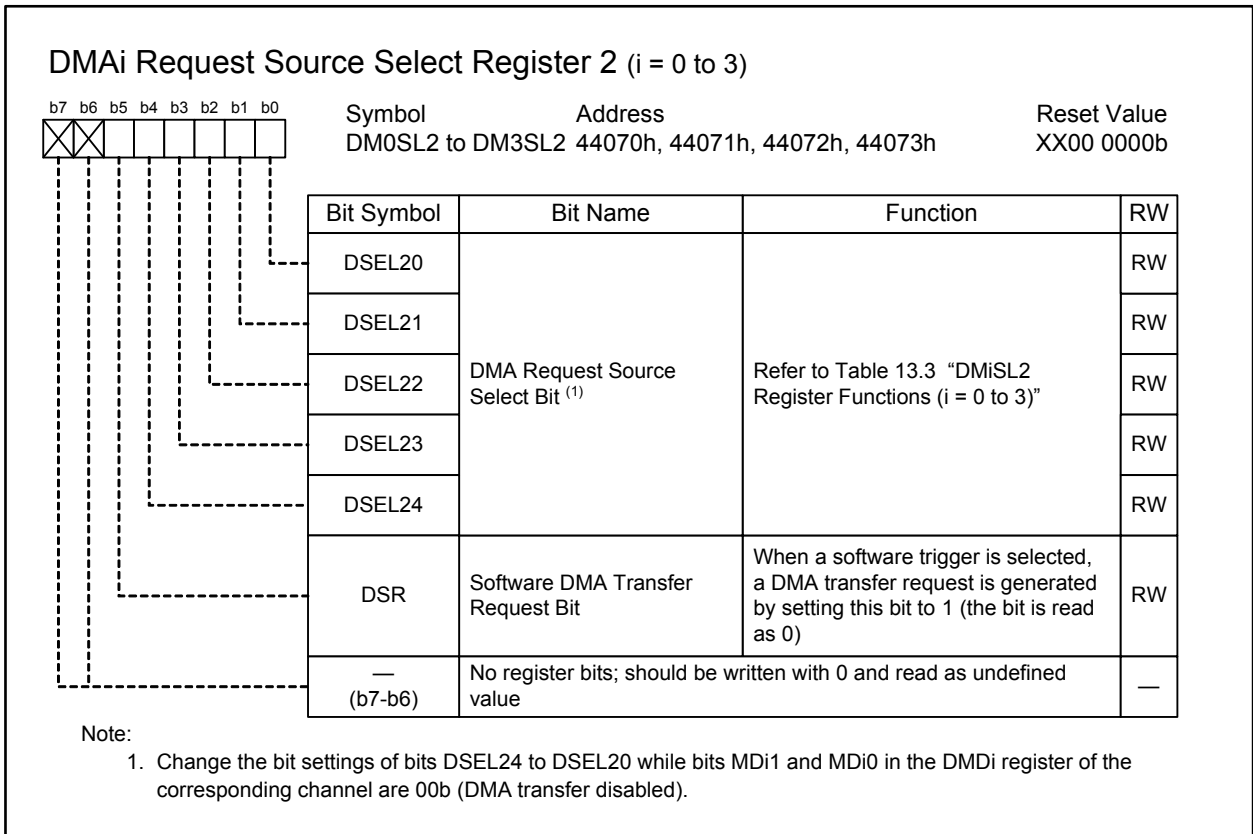 DMAi Request Source Select Register 2 (i = 0 to 3)
b7 b6 b5 b4 b3 b2 b1 b0
Symbol Address Reset Value
DM0SL2 to DM3SL2 44070h, 44071h, 44072h, 44073h XX00 0000b
Bit Symbol Bit Name Function RW
DSEL20 RW
DSEL21 RW
DSEL22 RW
DMA Request Source
Select Bit (1)
Refer to Table 13.3 “DMiSL2
Register Functions (i = 0 to 3)”
DSEL23 RW
DSEL24 RW
DSR
Software DMA Transfer
Request Bit
When a software trigger is selected,
a DMA transfer request is generated
by setting this bit to 1 (the bit is read
as 0)
RW
—
(b7-b6)
No register bits; should be written with 0 and read as undefined
value
—
Note:
1. Change the bit settings of bits DSEL24 to DSEL20 while bits MDi1 and MDi0 in the DMDi register of the
corresponding channel are 00b (DMA transfer disabled).